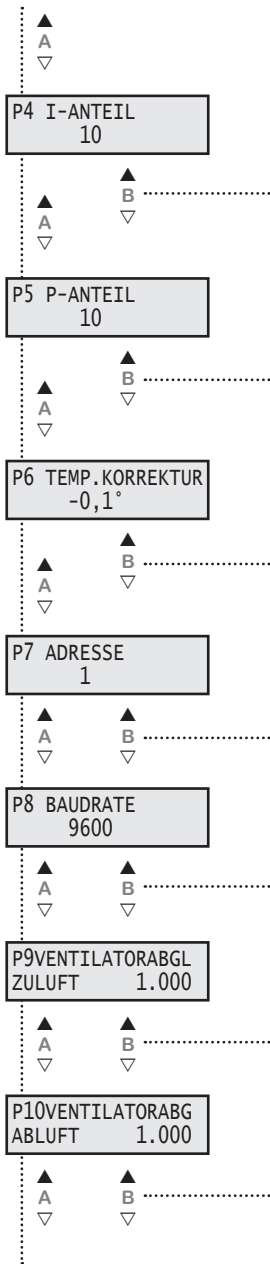 A
P4 I-ANTEIL
10
B
A
P5 P-ANTEIL
10
B
A
P6 TEMP.KORREKTUR
-0,1°
B
A
P7 ADRESSE
1
A B
P8 BAUDRATE
9600
A B
P9VENTILATORABGL
ZULUFT 1.000
A B
P10VENTILATORABG
ABLUFT 1.000
A B